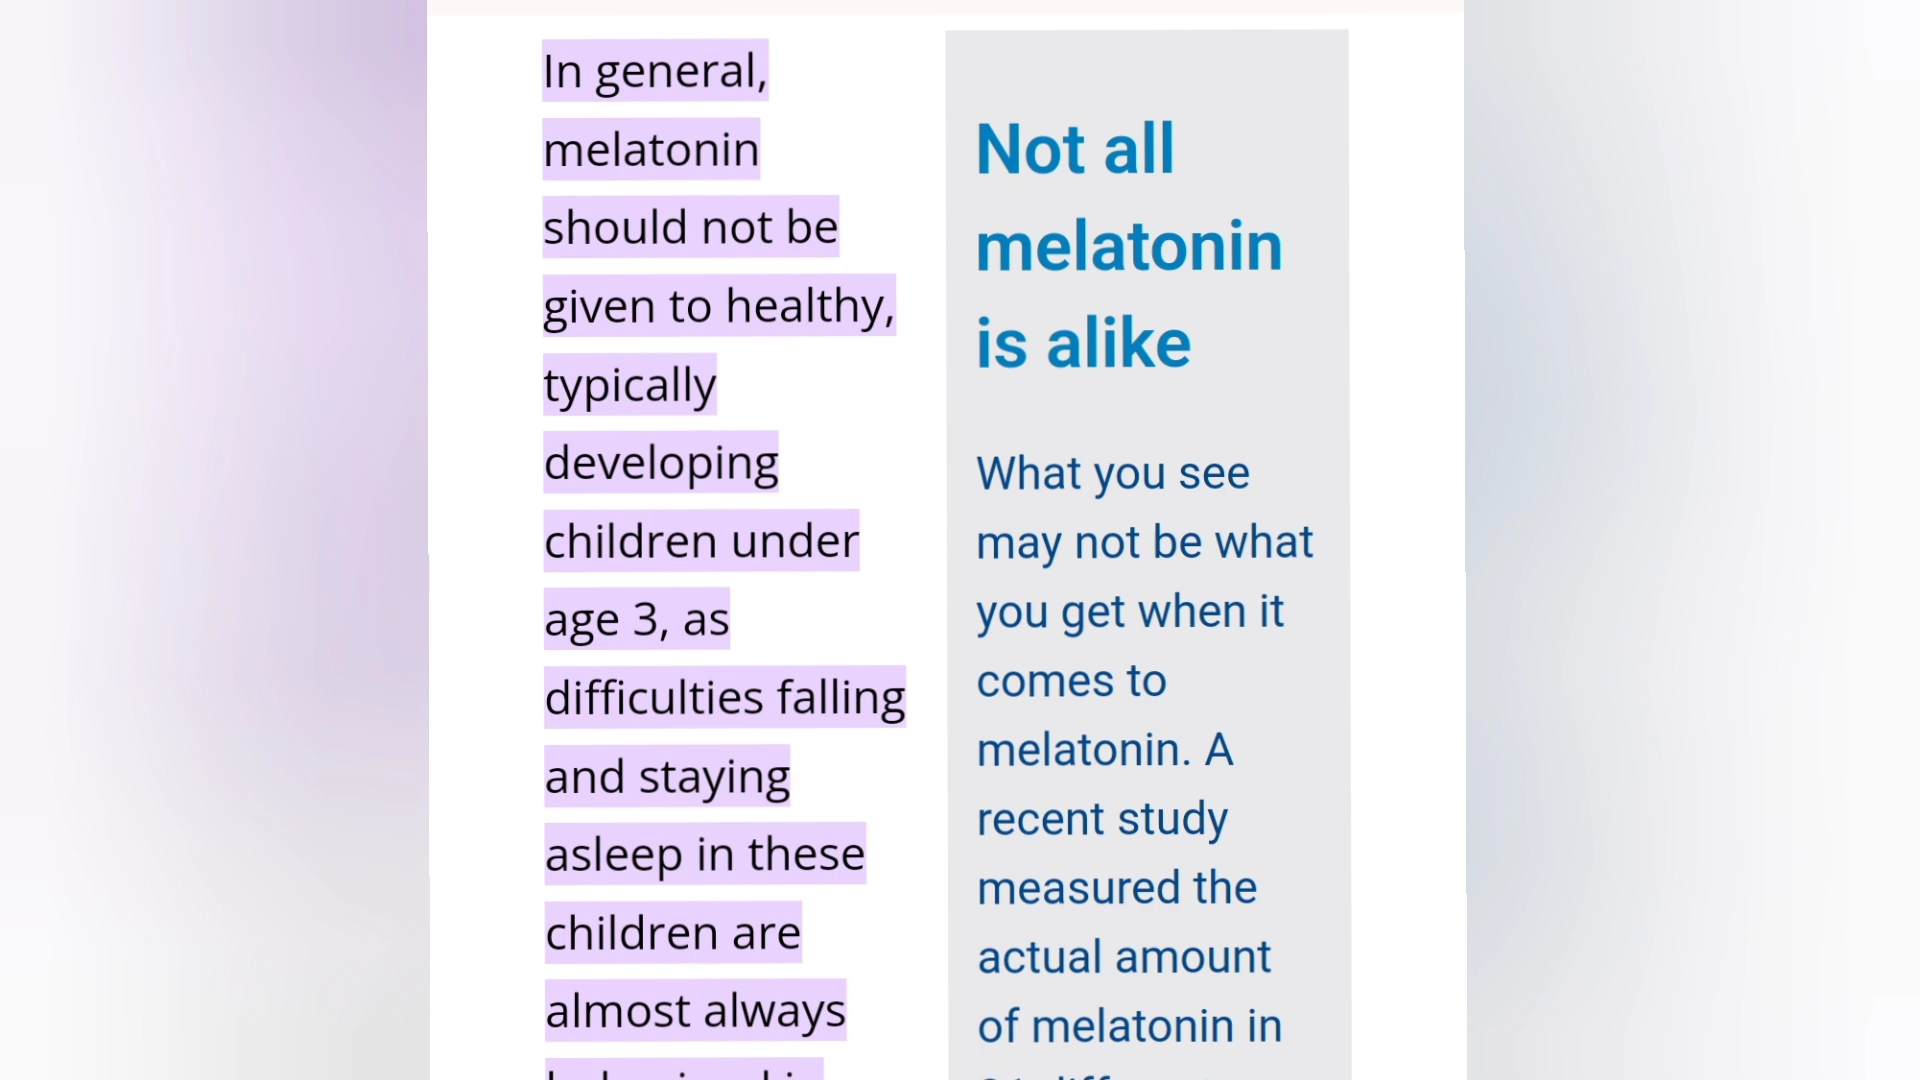 In general,
melatonin
should not be
given to healthy,
typically
developing
children under
age 3, as
difficulties falling
and staying
asleep in these
children are
almost always
Not all
melatonin
is alike
What you see
may not be what
you get when it
comes to
melatonin. A
recent study
measured the
actual amount
of melatonin in